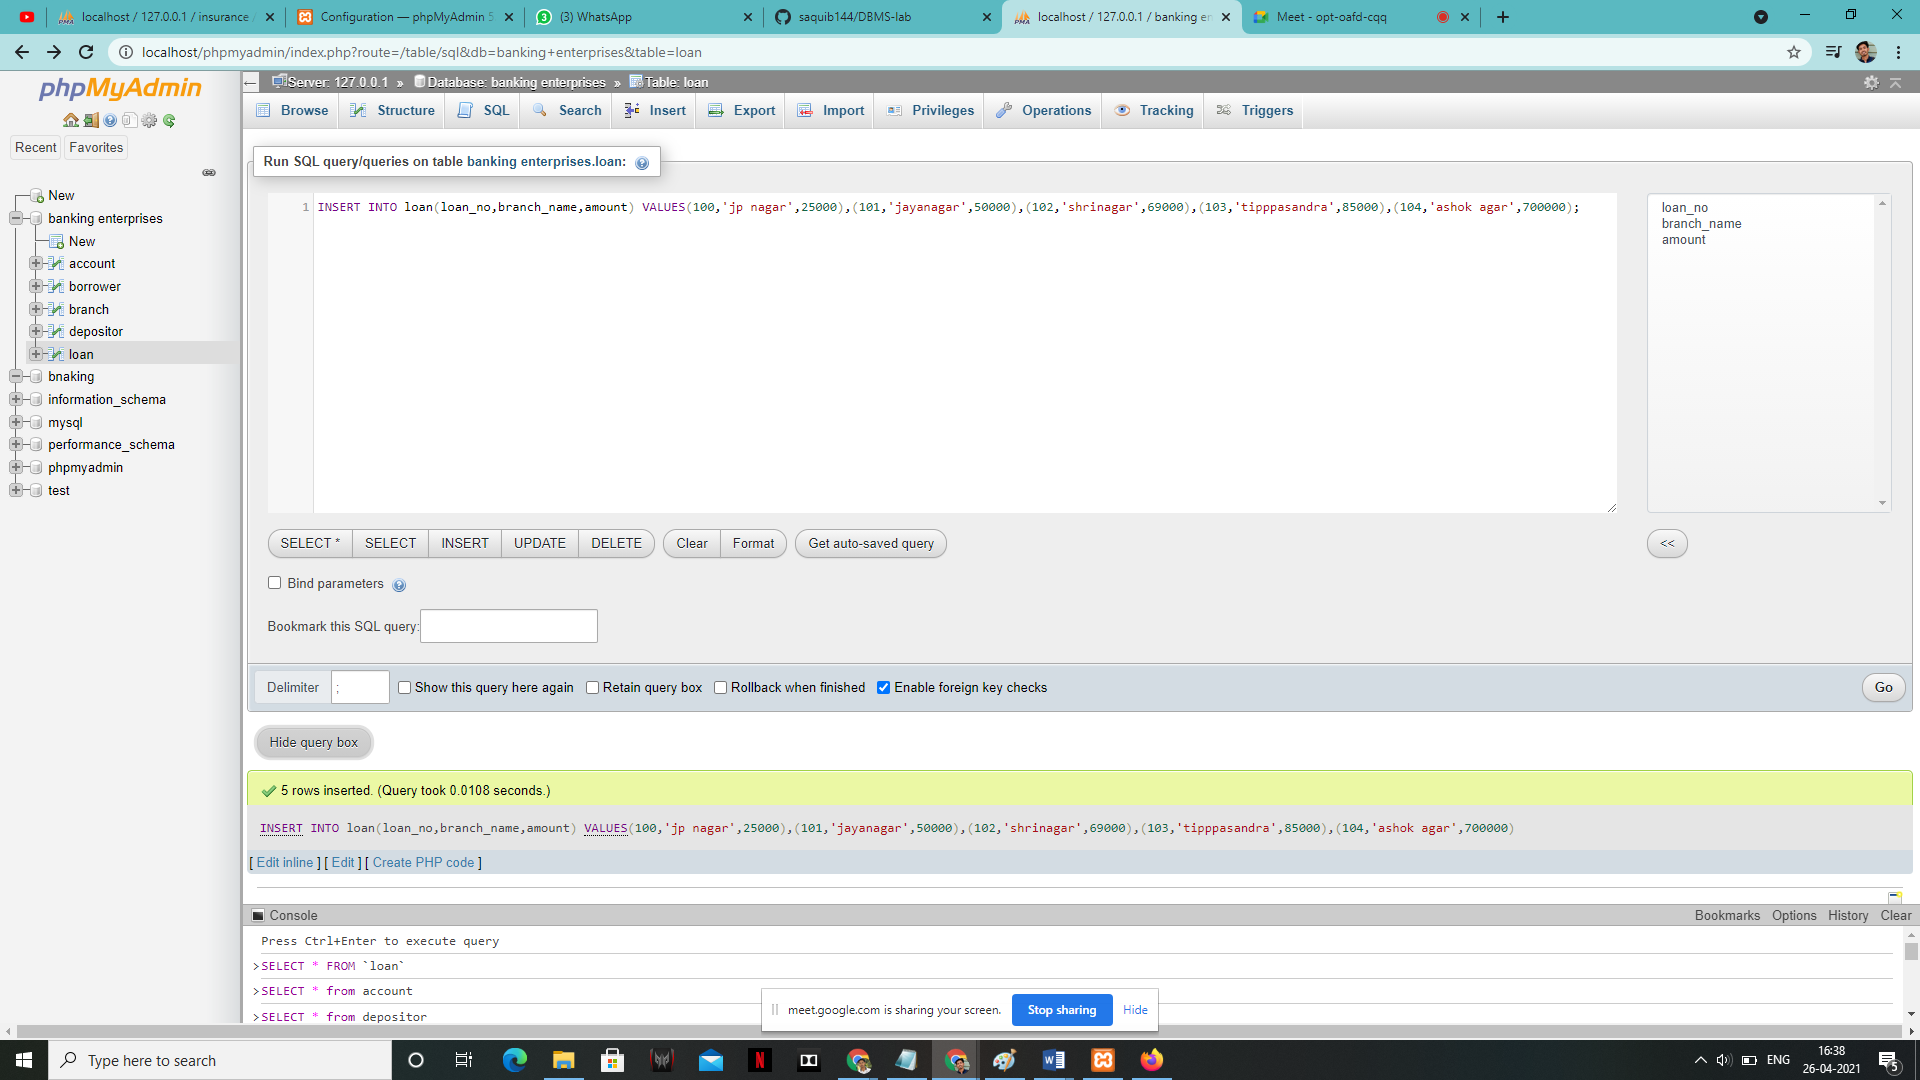 localhost / 127.0.0.1 / insurance
Configuration — phpMyAdmin 5
(3) WhatsApp
saquib144/DBMS-lab
localhost / 127.0.0.1 / banking en
Meet - opt-oafd-cqq
localhost/phpmyadmin/index.php?route=/table/sql&db=banking+enterprises&table=loan
phpMyAdmin
Recent Favorites
New
banking enterprises
New
account
borrower
branch
depositor
loan
bnaking
information_schema
mysql
performance_schema
phpmyadmin
test
Server: 127.0.0.1 » Database: banking enterprises » Table: loan
Browse Structure SQL Search Insert Export Import Privileges Operations Tracking Triggers
Run SQL query/queries on table banking enterprises.loan:
1 INSERT INTO loan(loan_no,branch_name,amount) VALUES(100,'jp nagar',25000),(101,'jayanagar',50000),(102,'shrinagar',69000),(103,'tipppasandra',85000),(104,'ashok agar',700000);
loan_no
branch_name
amount
SELECT * SELECT INSERT UPDATE DELETE Clear Format Get auto-saved query <<
Bind parameters
Bookmark this SQL query:
Delimiter ; Show this query here again Retain query box Rollback when finished Enable foreign key checks Go
Hide query box
5 rows inserted. (Query took 0.0108 seconds.)
INSERT INTO loan(loan_no,branch_name,amount) VALUES(100,'jp nagar',25000),(101,'jayanagar',50000),(102,'shrinagar',69000),(103,'tipppasandra',85000),(104,'ashok agar',700000)
[ Edit inline ] [ Edit ] [ Create PHP code ]
Console Bookmarks Options History Clear
Press Ctrl+Enter to execute query
>SELECT * FROM `loan`
>SELECT * from account
>SELECT * from depositor
meet.google.com is sharing your screen. Stop sharing Hide
Type here to search
ENG
16:38
26-04-2021
5